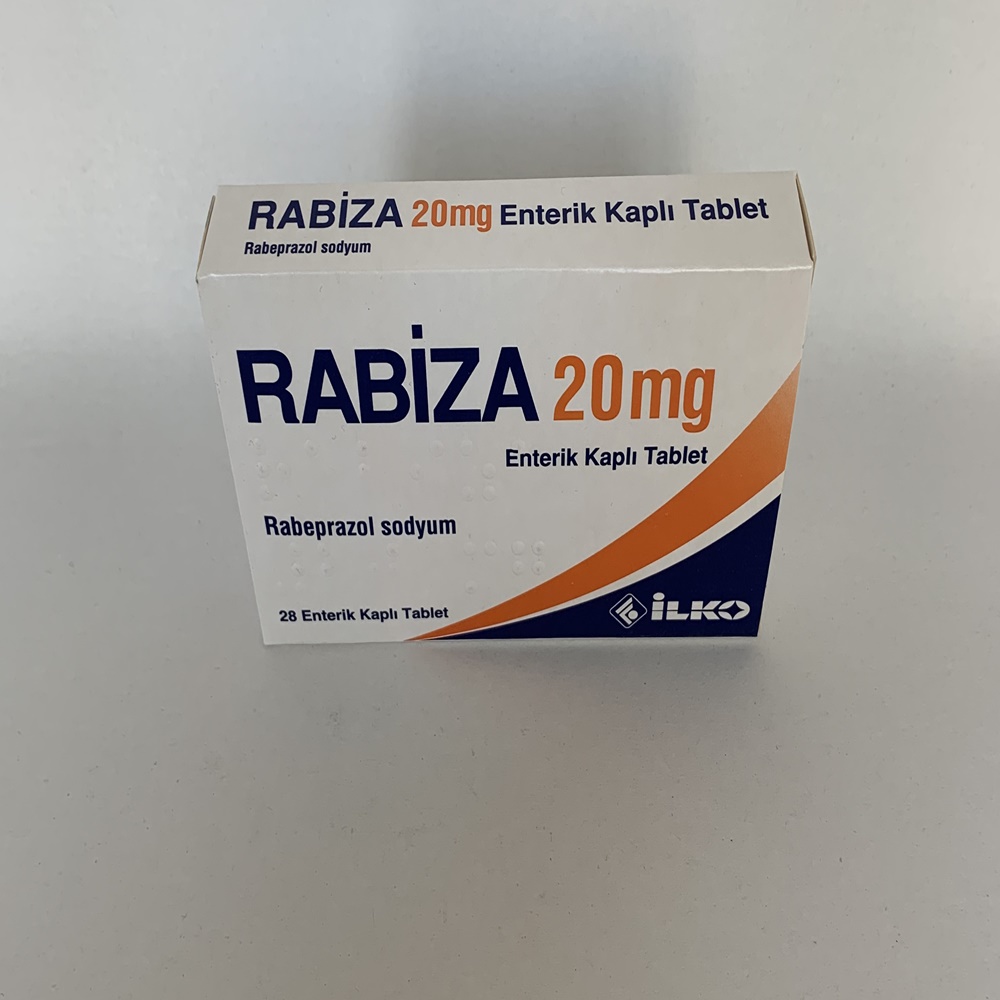 RABİZA 20mg Enterik Kaplı Tablet
Rabeprazol sodyum
RABİZA 20mg
Enterik Kaplı Tablet
Rabeprazol sodyum
28 Enterik Kaplı Tablet
İLKO